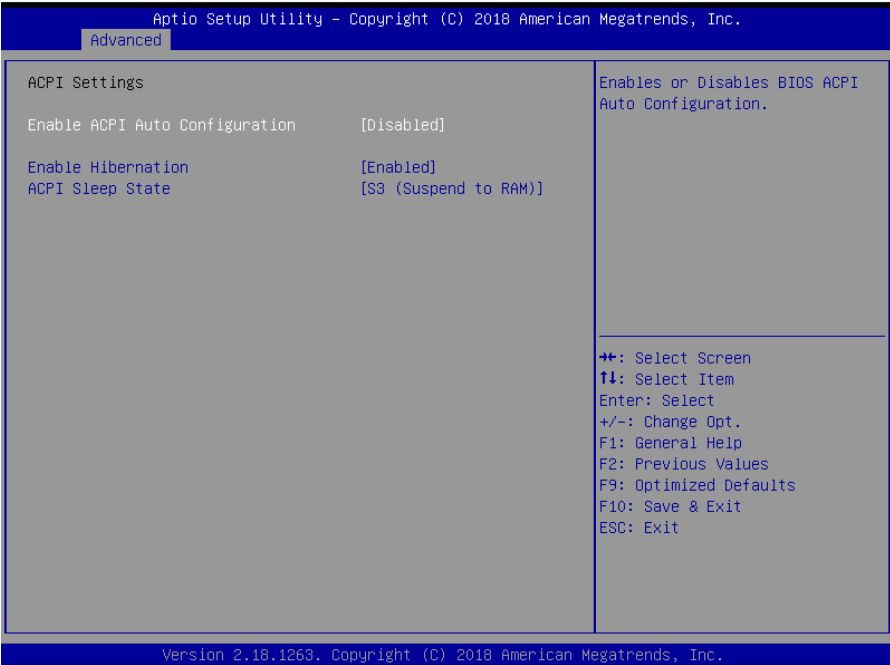 Aptio Setup Utility – Copyright (C) 2018 American Megatrends, Inc.
Advanced
ACPI Settings
Enable ACPI Auto Configuration [Disabled]
Enable Hibernation [Enabled]
ACPI Sleep State [S3 (Suspend to RAM)]
Enables or Disables BIOS ACPI
Auto Configuration.
→←: Select Screen
↑↓: Select Item
Enter: Select
+/-: Change Opt.
F1: General Help
F2: Previous Values
F9: Optimized Defaults
F10: Save & Exit
ESC: Exit
Version 2.18.1263. Copyright (C) 2018 American Megatrends, Inc.